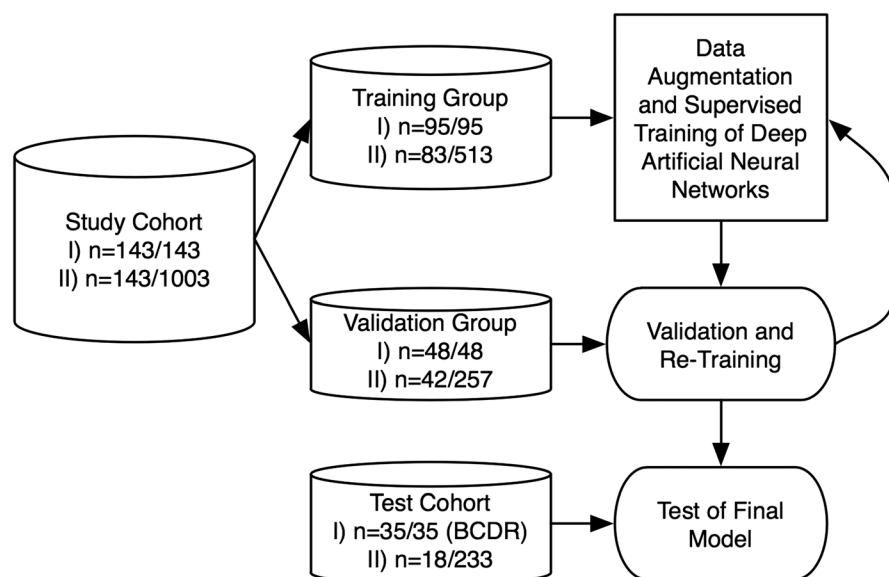 Study Cohort
I) n=143/143
II) n=143/1003
Training Group
I) n=95/95
II) n=83/513
Data
Augmentation
and Supervised
Training of Deep
Artificial Neural
Networks
Validation Group
I) n=48/48
II) n=42/257
Validation and
Re-Training
Test Cohort
I) n=35/35 (BCDR)
II) n=18/233
Test of Final
Model